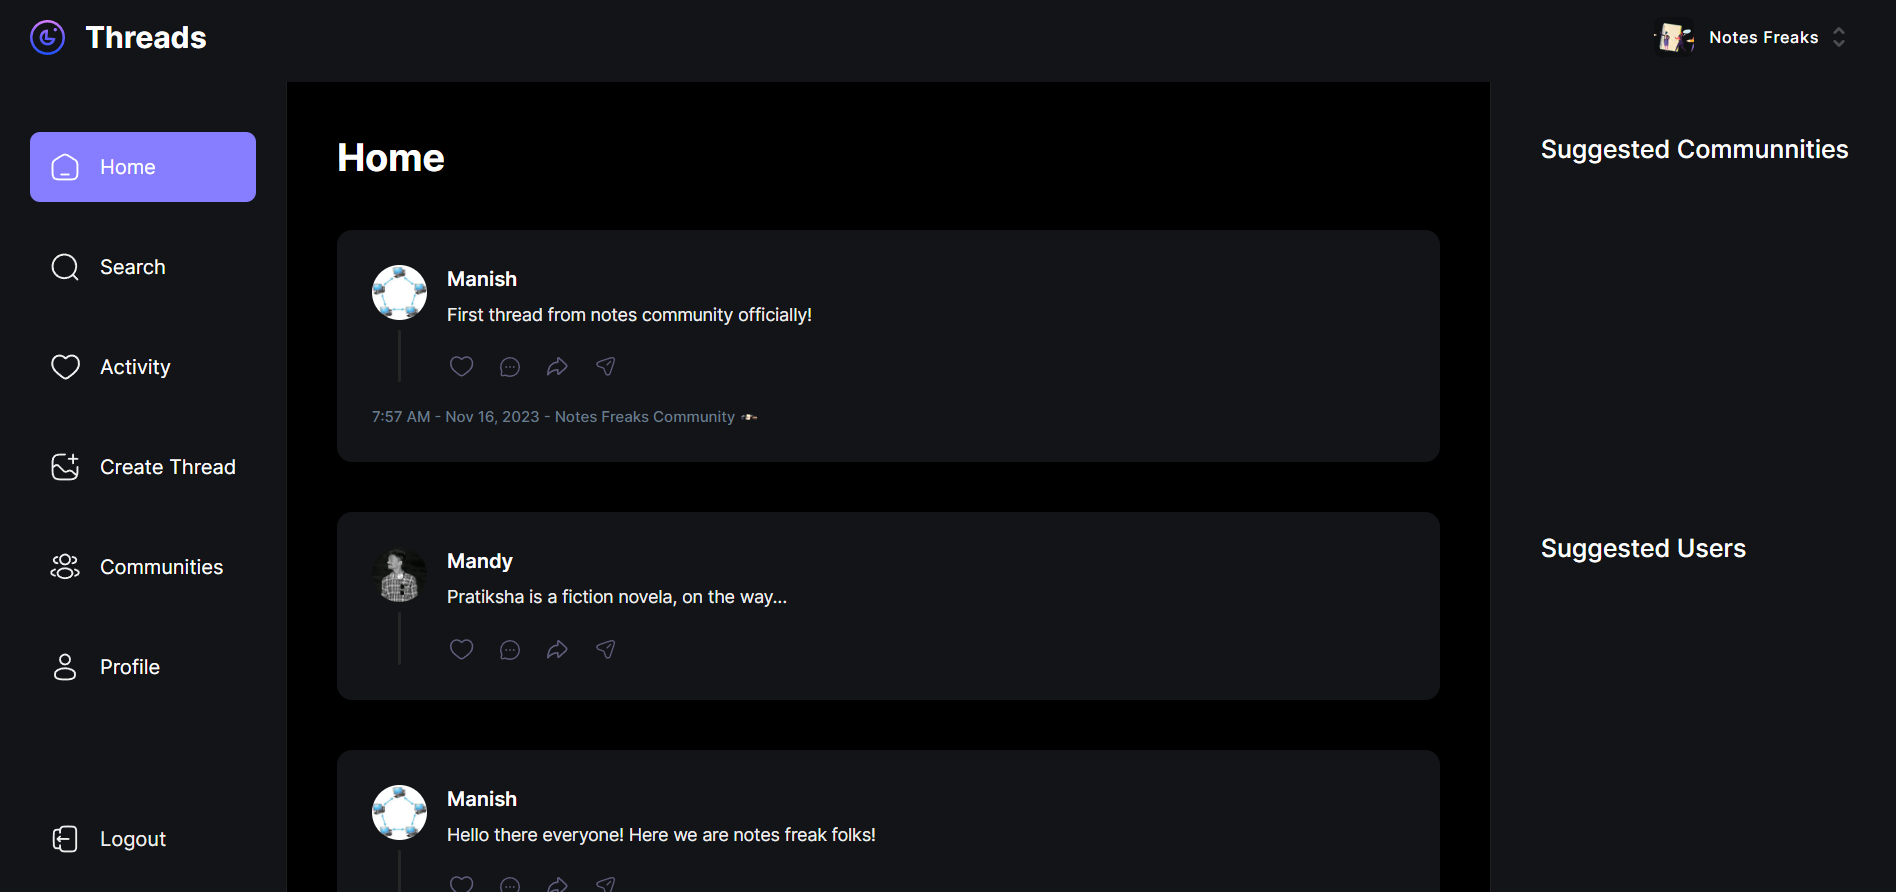 Threads
Notes Freaks
Home
Search
Activity
Create Thread
Communities
Profile
Logout
Home
Manish
First thread from notes community officially!
7:57 AM - Nov 16, 2023 - Notes Freaks Community
Mandy
Pratiksha is a fiction novela, on the way...
Manish
Hello there everyone! Here we are notes freak folks!
Suggested Communnities
Suggested Users